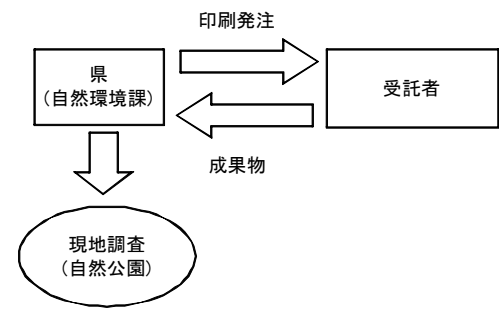 印刷発注
県
(自然環境課)
受託者
成果物
現地調査
(自然公園)